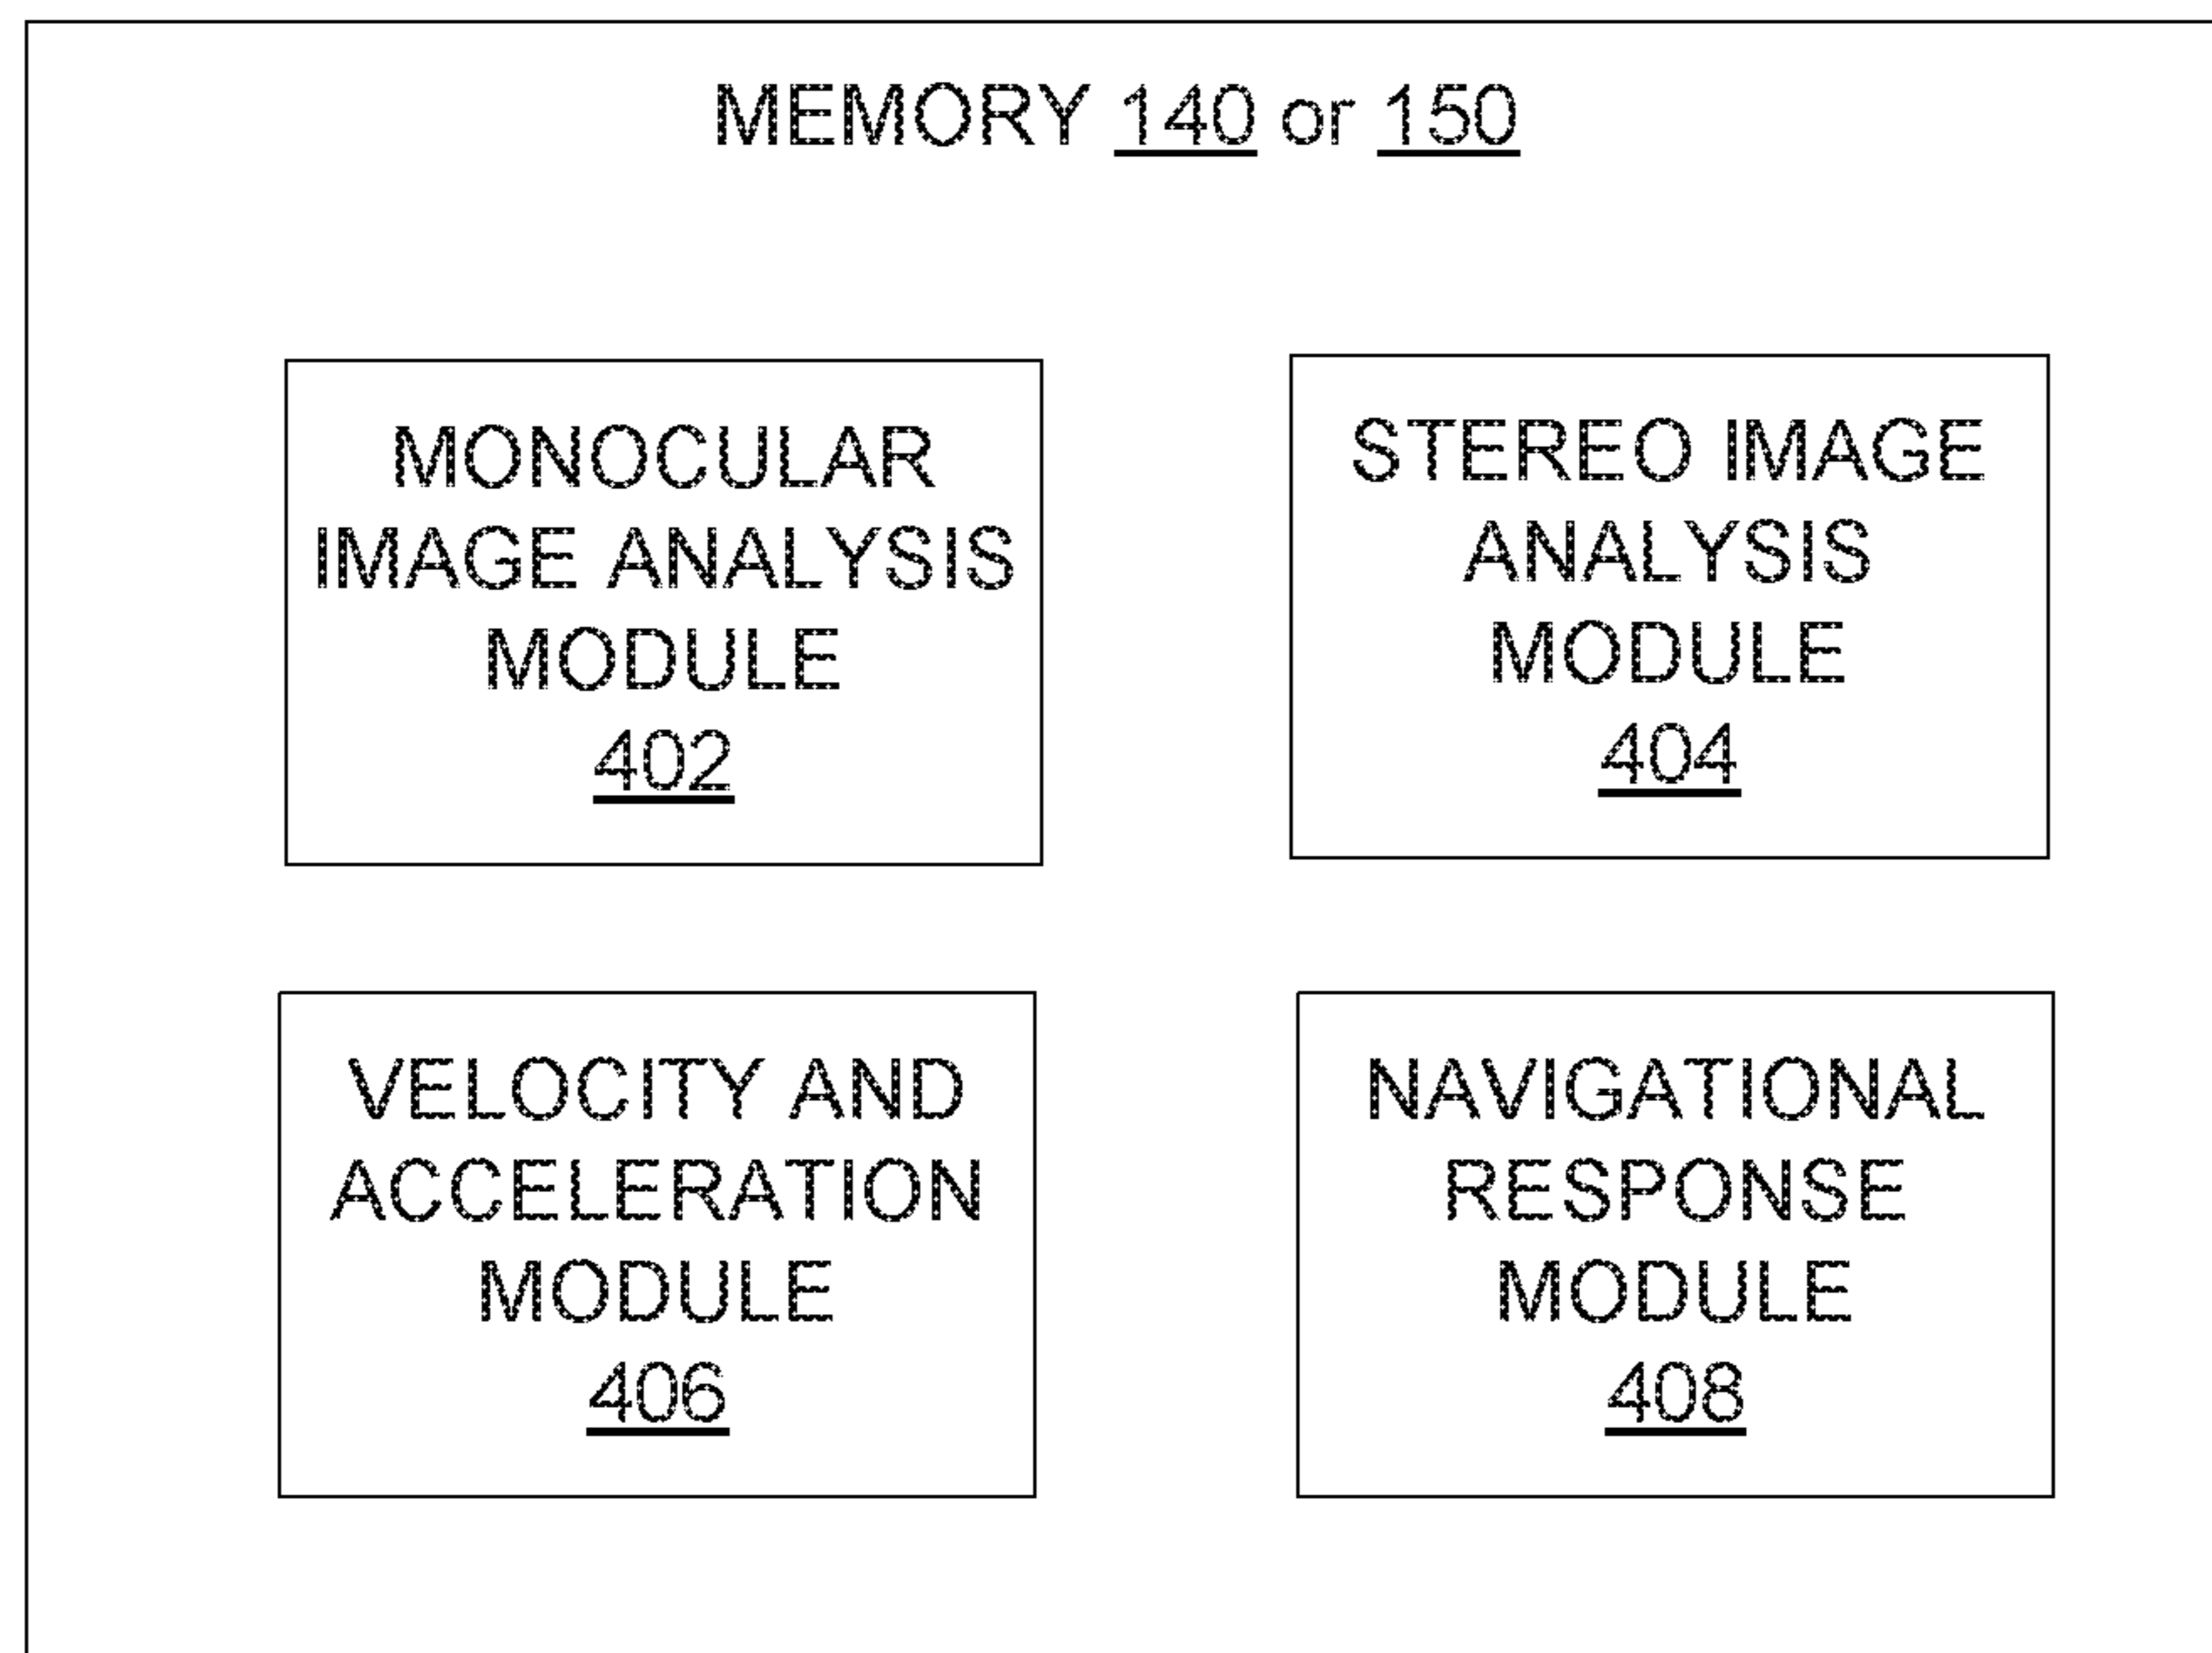 MEMORY 140 or 150
MONOCULAR
IMAGE ANALYSIS
MODULE
402
STEREO IMAGE
ANALYSIS
MODULE
404
VELOCITY AND
ACCELERATION
MODULE
406
NAVIGATIONAL
RESPONSE
MODULE
408